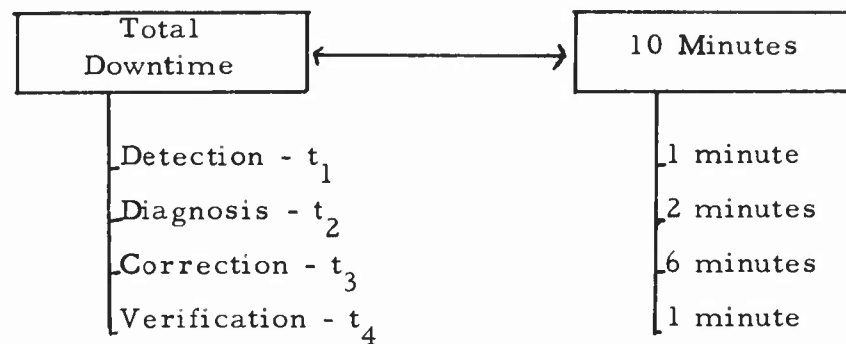 Total
Downtime
10 Minutes
Detection - t1
1 minute
Diagnosis - t2
2 minutes
Correction - t3
6 minutes
Verification - t4
1 minute